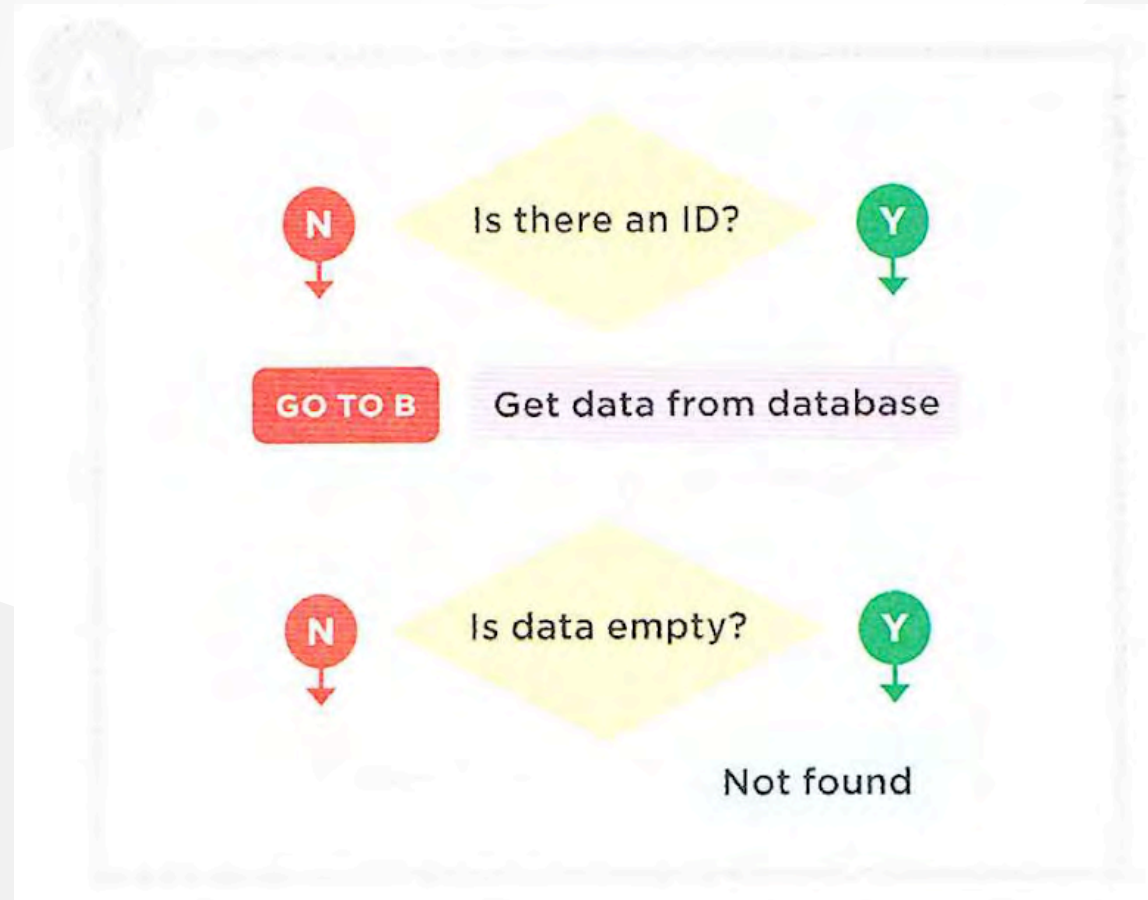 A
N
Is there an ID?
Y
GO TO B
Get data from database
N
Is data empty?
Y
Not found